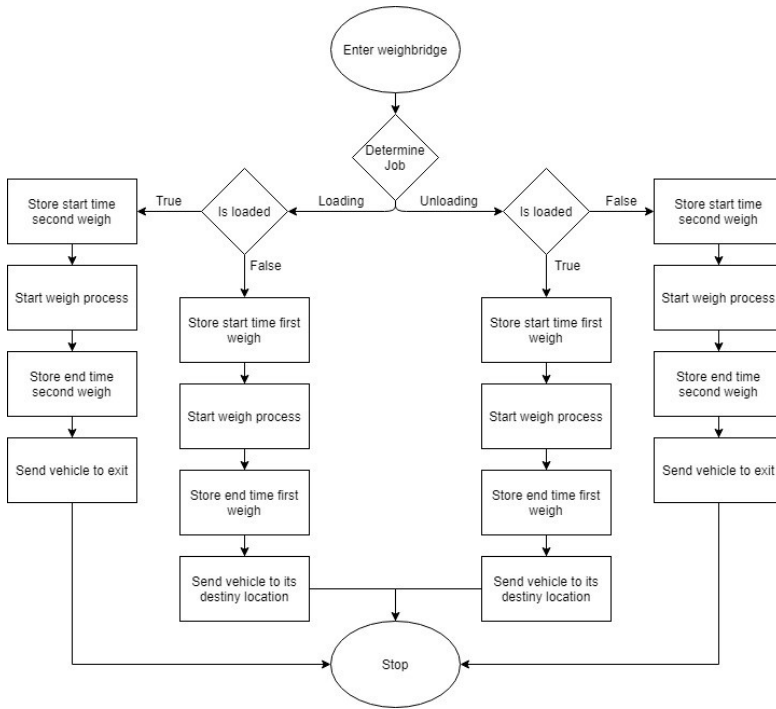 Enter weighbridge
Determine
Job
True
Loading
Unloading
False
Store start time
second weigh
Is loaded
Is loaded
Store start time
second weigh
False
True
Start weigh process
Store start time first
weigh
Store start time first
weigh
Start weigh process
Store end time
second weigh
Start weigh process
Start weigh process
Store end time
second weigh
Send vehicle to exit
Store end time first
weigh
Store end time first
weigh
Send vehicle to exit
Send vehicle to its
destiny location
Send vehicle to its
destiny location
Stop